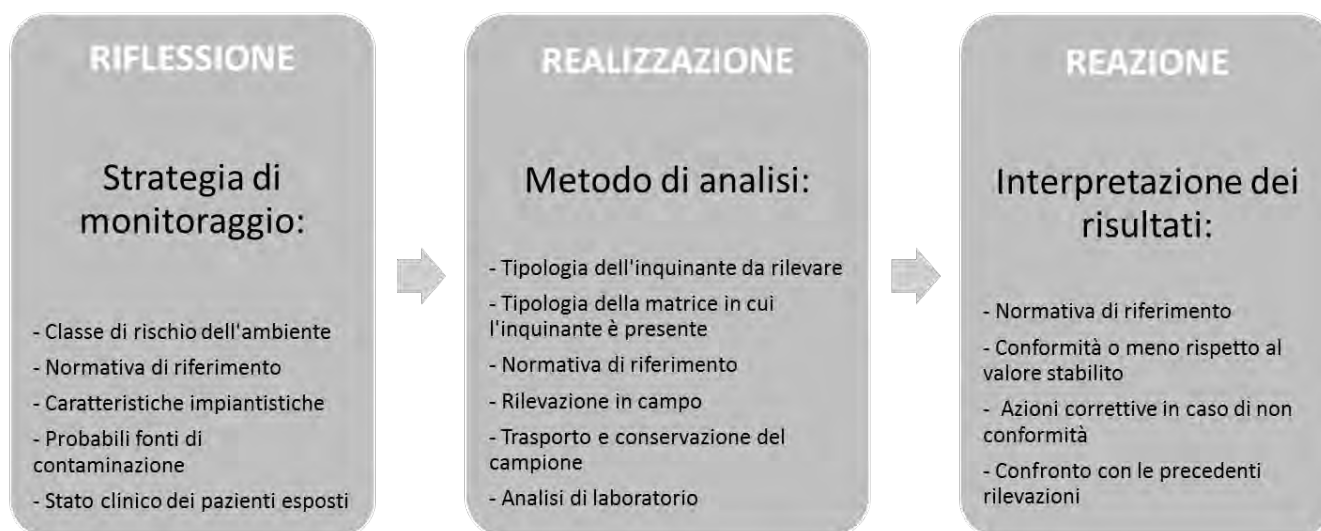 RIFLESSIONE
Strategia di
monitoraggio:
- Classe di rischio dell'ambiente
- Normativa di riferimento
- Caratteristiche impiantistiche
- Probabili fonti di
contaminazione
- Stato clinico dei pazienti esposti
REALIZZAZIONE
Metodo di analisi:
- Tipologia dell'inquinante da rilevare
- Tipologia della matrice in cui
l'inquinante è presente
- Normativa di riferimento
- Rilevazione in campo
- Trasporto e conservazione del
campione
- Analisi di laboratorio
REAZIONE
Interpretazione dei
risultati:
- Normativa di riferimento
- Conformità o meno rispetto al
valore stabilito
- Azioni correttive in caso di non
conformità
- Confronto con le precedenti
rilevazioni